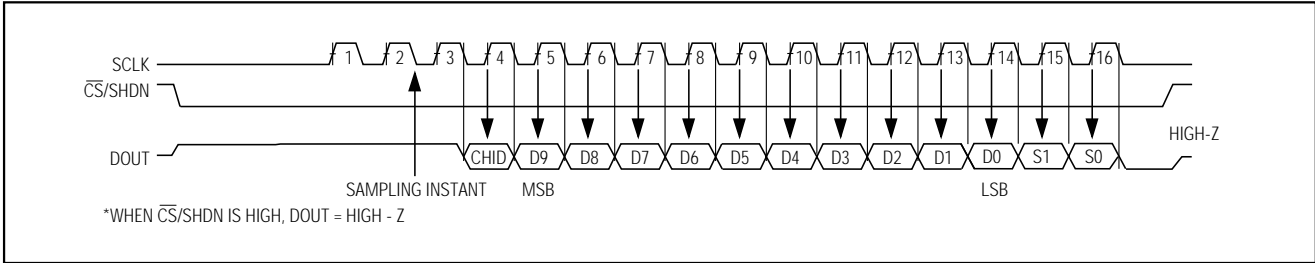 SCLK 1 2 3 4 5 6 7 8 9 10 11 12 13 14 15 16
C̅S̅/SHDN
HIGH-Z
DOUT CHID D9 D8 D7 D6 D5 D4 D3 D2 D1 D0 S1 S0
SAMPLING INSTANT MSB LSB
*WHEN C̅S̅/SHDN IS HIGH, DOUT = HIGH - Z